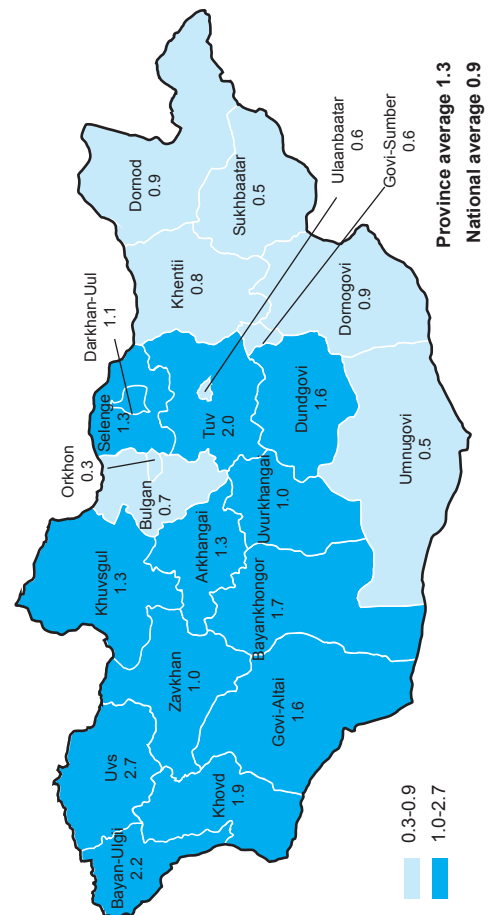 Bayan-Ulgii
2.2
Uvs
2.7
Khovd
1.9
Zavkhan
1.0
Govi-Altai
1.6
Khuvsgul
1.3
Arkhangai
1.3
Bayankhongor
1.7
Orkhon
0.3
Bulgan
0.7
Uvurkhangai
1.0
Umnugovi
0.5
Selenge
1.3
Darkhan-Uul
1.1
Tuv
2.0
Dundgovi
1.6
Khentii
0.8
Dornod
0.9
Sukhbaatar
0.5
Dornogovi
0.9
Ulaanbaatar
0.6
Govi-Sumber
0.6
0.3-0.9
1.0-2.7
Province average 1.3
National average 0.9